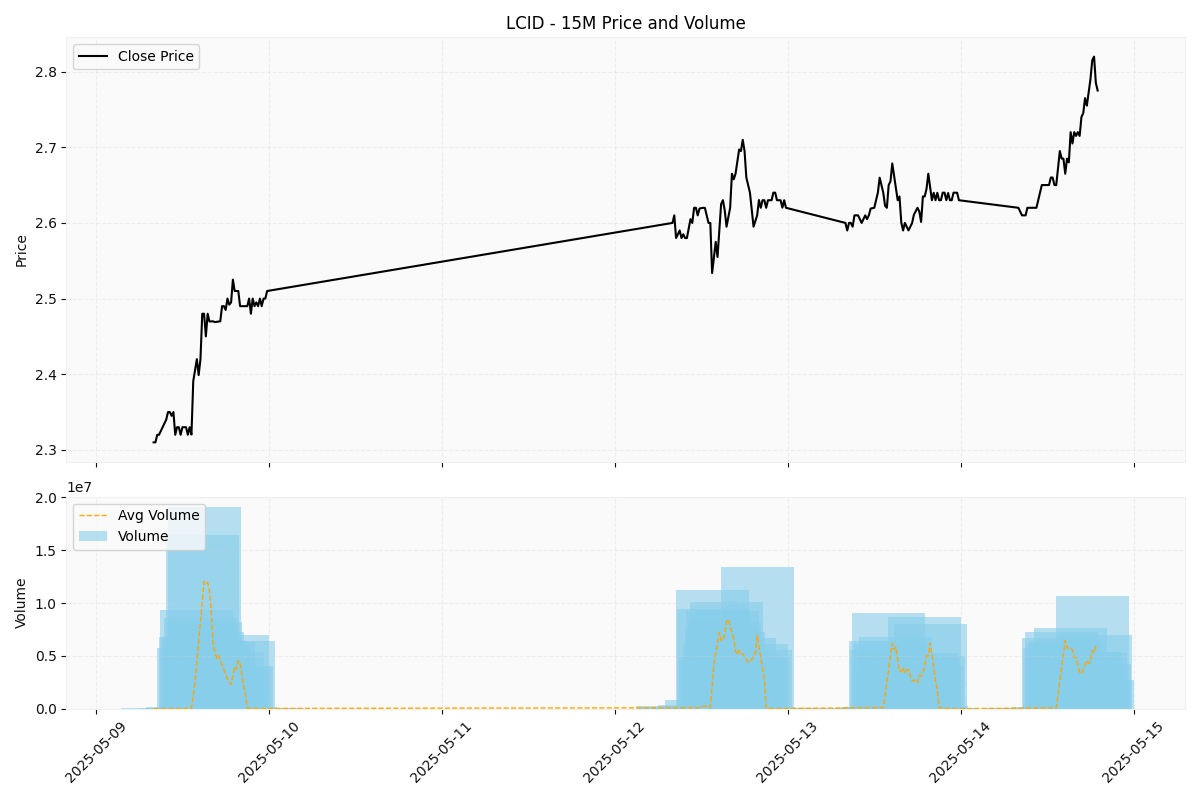 LCID - 15M Price and Volume
Close Price
2.8
2.7
2.6
2.5
2.4
2.3
Price
1e7
Avg Volume
Volume
2.0
1.5
1.0
0.5
0.0
Volume
2025-05-09
2025-05-10
2025-05-11
2025-05-12
2025-05-13
2025-05-14
2025-05-15